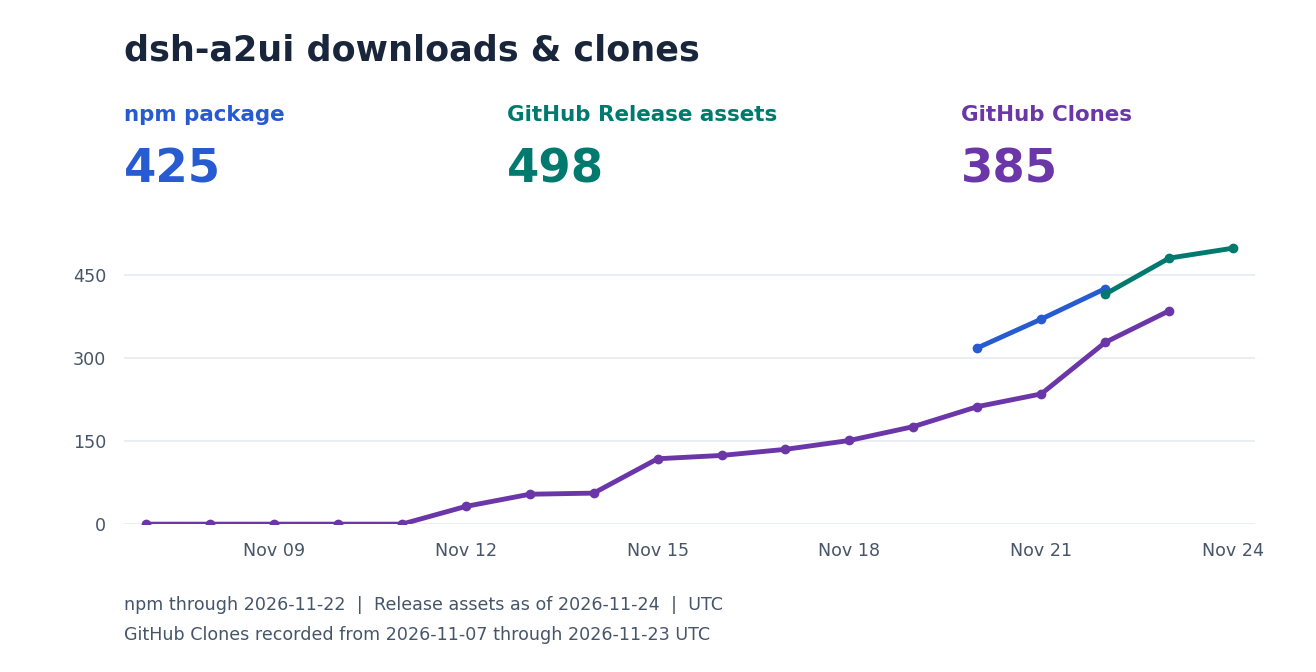 dsh-a2ui downloads & clones
npm package
GitHub Release assets
GitHub Clones
425
498
385
450
300
150
0
Nov 09
Nov 12
Nov 15
Nov 18
Nov 21
Nov 24
npm through 2026-11-22 | Release assets as of 2026-11-24 | UTC
GitHub Clones recorded from 2026-11-07 through 2026-11-23 UTC